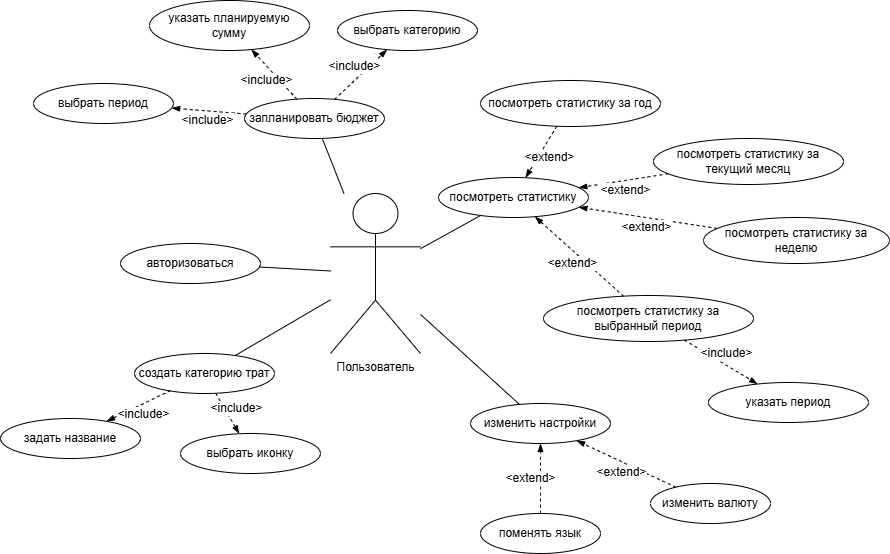 указать планируемую
сумму
выбрать категорию
<include>
<include>
выбрать период
<include>
запланировать бюджет
посмотреть статистику за год
<extend>
посмотреть статистику за
текущий месяц
<extend>
посмотреть статистику
<extend>
посмотреть статистику за
неделю
авторизоваться
<extend>
посмотреть статистику за
выбранный период
<include>
Пользователь
создать категорию трат
<include>
<include>
указать период
задать название
изменить настройки
выбрать иконку
<extend>
<extend>
изменить валюту
поменять язык